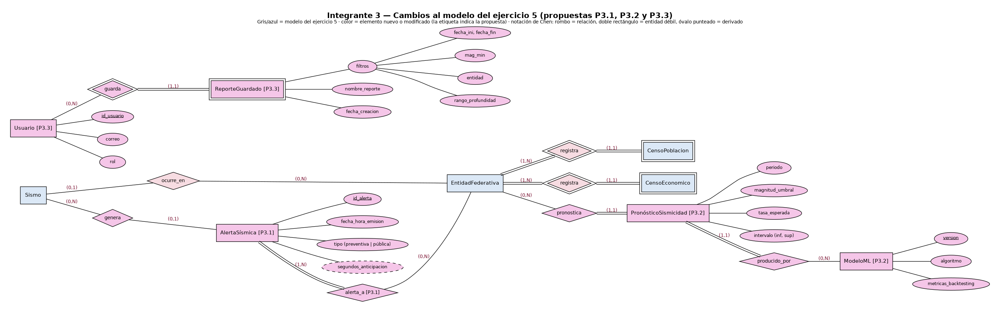 Integrante 3 — Cambios al modelo del ejercicio 5 (propuestas P3.1, P3.2 y P3.3)
Gris/azul = modelo del ejercicio 5 · color = elemento nuevo o modificado (la etiqueta indica la propuesta) · notación de Chen: rombo = relación, doble rectángulo = entidad débil, óvalo punteado = derivado
fecha_ini, fecha_fin
mag_min
filtros
entidad
guarda
(1,1)
ReporteGuardado [P3.3]
nombre_reporte
rango_profundidad
(0,N)
fecha_creacion
id_usuario
Usuario [P3.3]
correo
rol
registra
(1,1)
CensoPoblacion
(1,N)
periodo
ocurre_en
(0,N)
EntidadFederativa
(1,N)
registra
(1,1)
CensoEconomico
(0,1)
Sismo
(0,N)
magnitud_umbral
(0,N)
id_alerta
genera
(0,1)
pronostica
(1,1)
PronósticoSismicidad [P3.2]
tasa_esperada
fecha_hora_emision
AlertaSísmica [P3.1]
(1,1)
intervalo (inf, sup)
version
tipo (preventiva | pública)
(0,N)
(1,N)
segundos_anticipacion
producido_por
(0,N)
ModeloML [P3.2]
algoritmo
alerta_a [P3.1]
metricas_backtesting